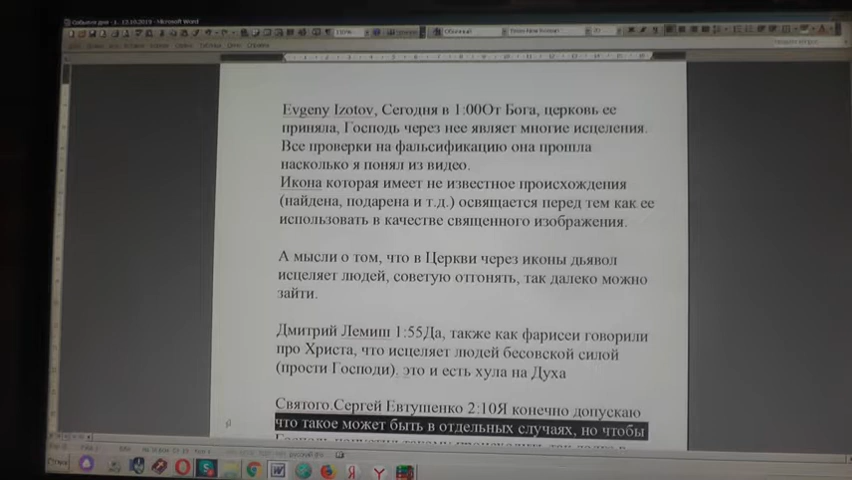 Microsoft Word
Evgeny Izotov, Сегодня в 1:00От Бога, церковь ее
приняла, Господь через нее являет многие исцеления.
Все проверки на фальсификацию она прошла
насколько я понял из видео.
Икона которая имеет не известное происхождения
(найдена, подарена и т.д.) освящается перед тем как ее
использовать в качестве священного изображения.
А мысли о том, что в Церкви через иконы дьявол
исцеляет людей, советую отгонять, так далеко можно
зайти.
Дмитрий Лемиш 1:55Да, также как фарисеи говорили
про Христа, что исцеляет людей бесовской силой
(прости Господи). это и есть хула на Духа
Святого.Сергей Евтушенко 2:10Я конечно допускаю
что такое может быть в отдельных случаях, но чтобы